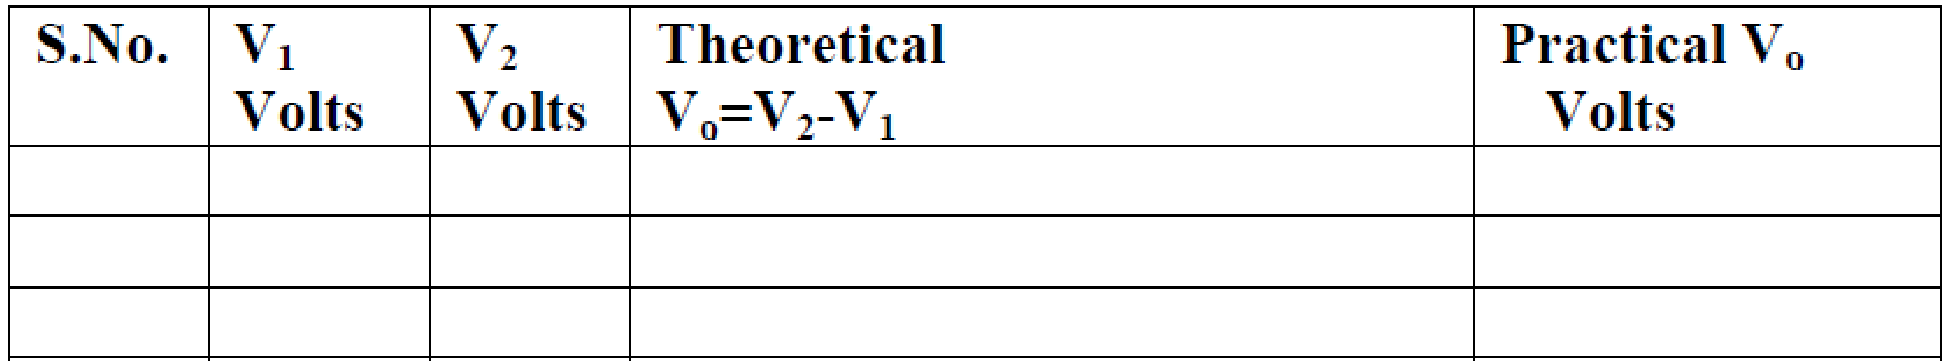 S.No.
V₁
Volts
V₂
Volts
Theoretical
Vₒ=V₂-V₁
Practical Vₒ
Volts